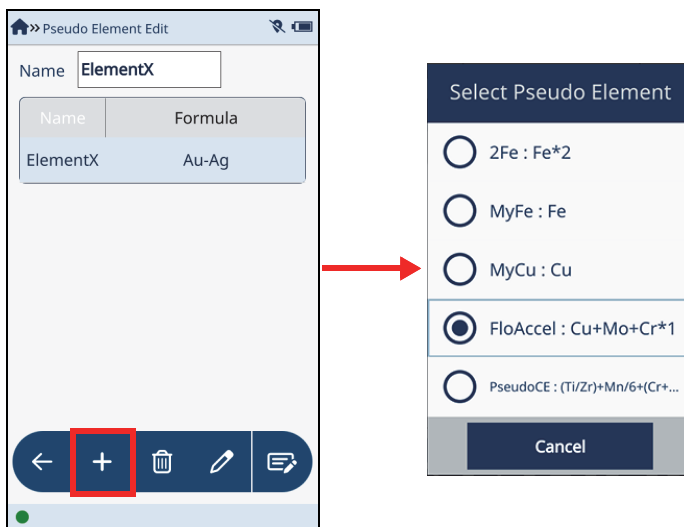 » Pseudo Element Edit
Name ElementX
Name Formula
ElementX Au-Ag
Select Pseudo Element
2Fe : Fe*2
MyFe : Fe
MyCu : Cu
FloAccel : Cu+Mo+Cr*1
PseudoCE : (Ti/Zr)+Mn/6+(Cr+...
Cancel